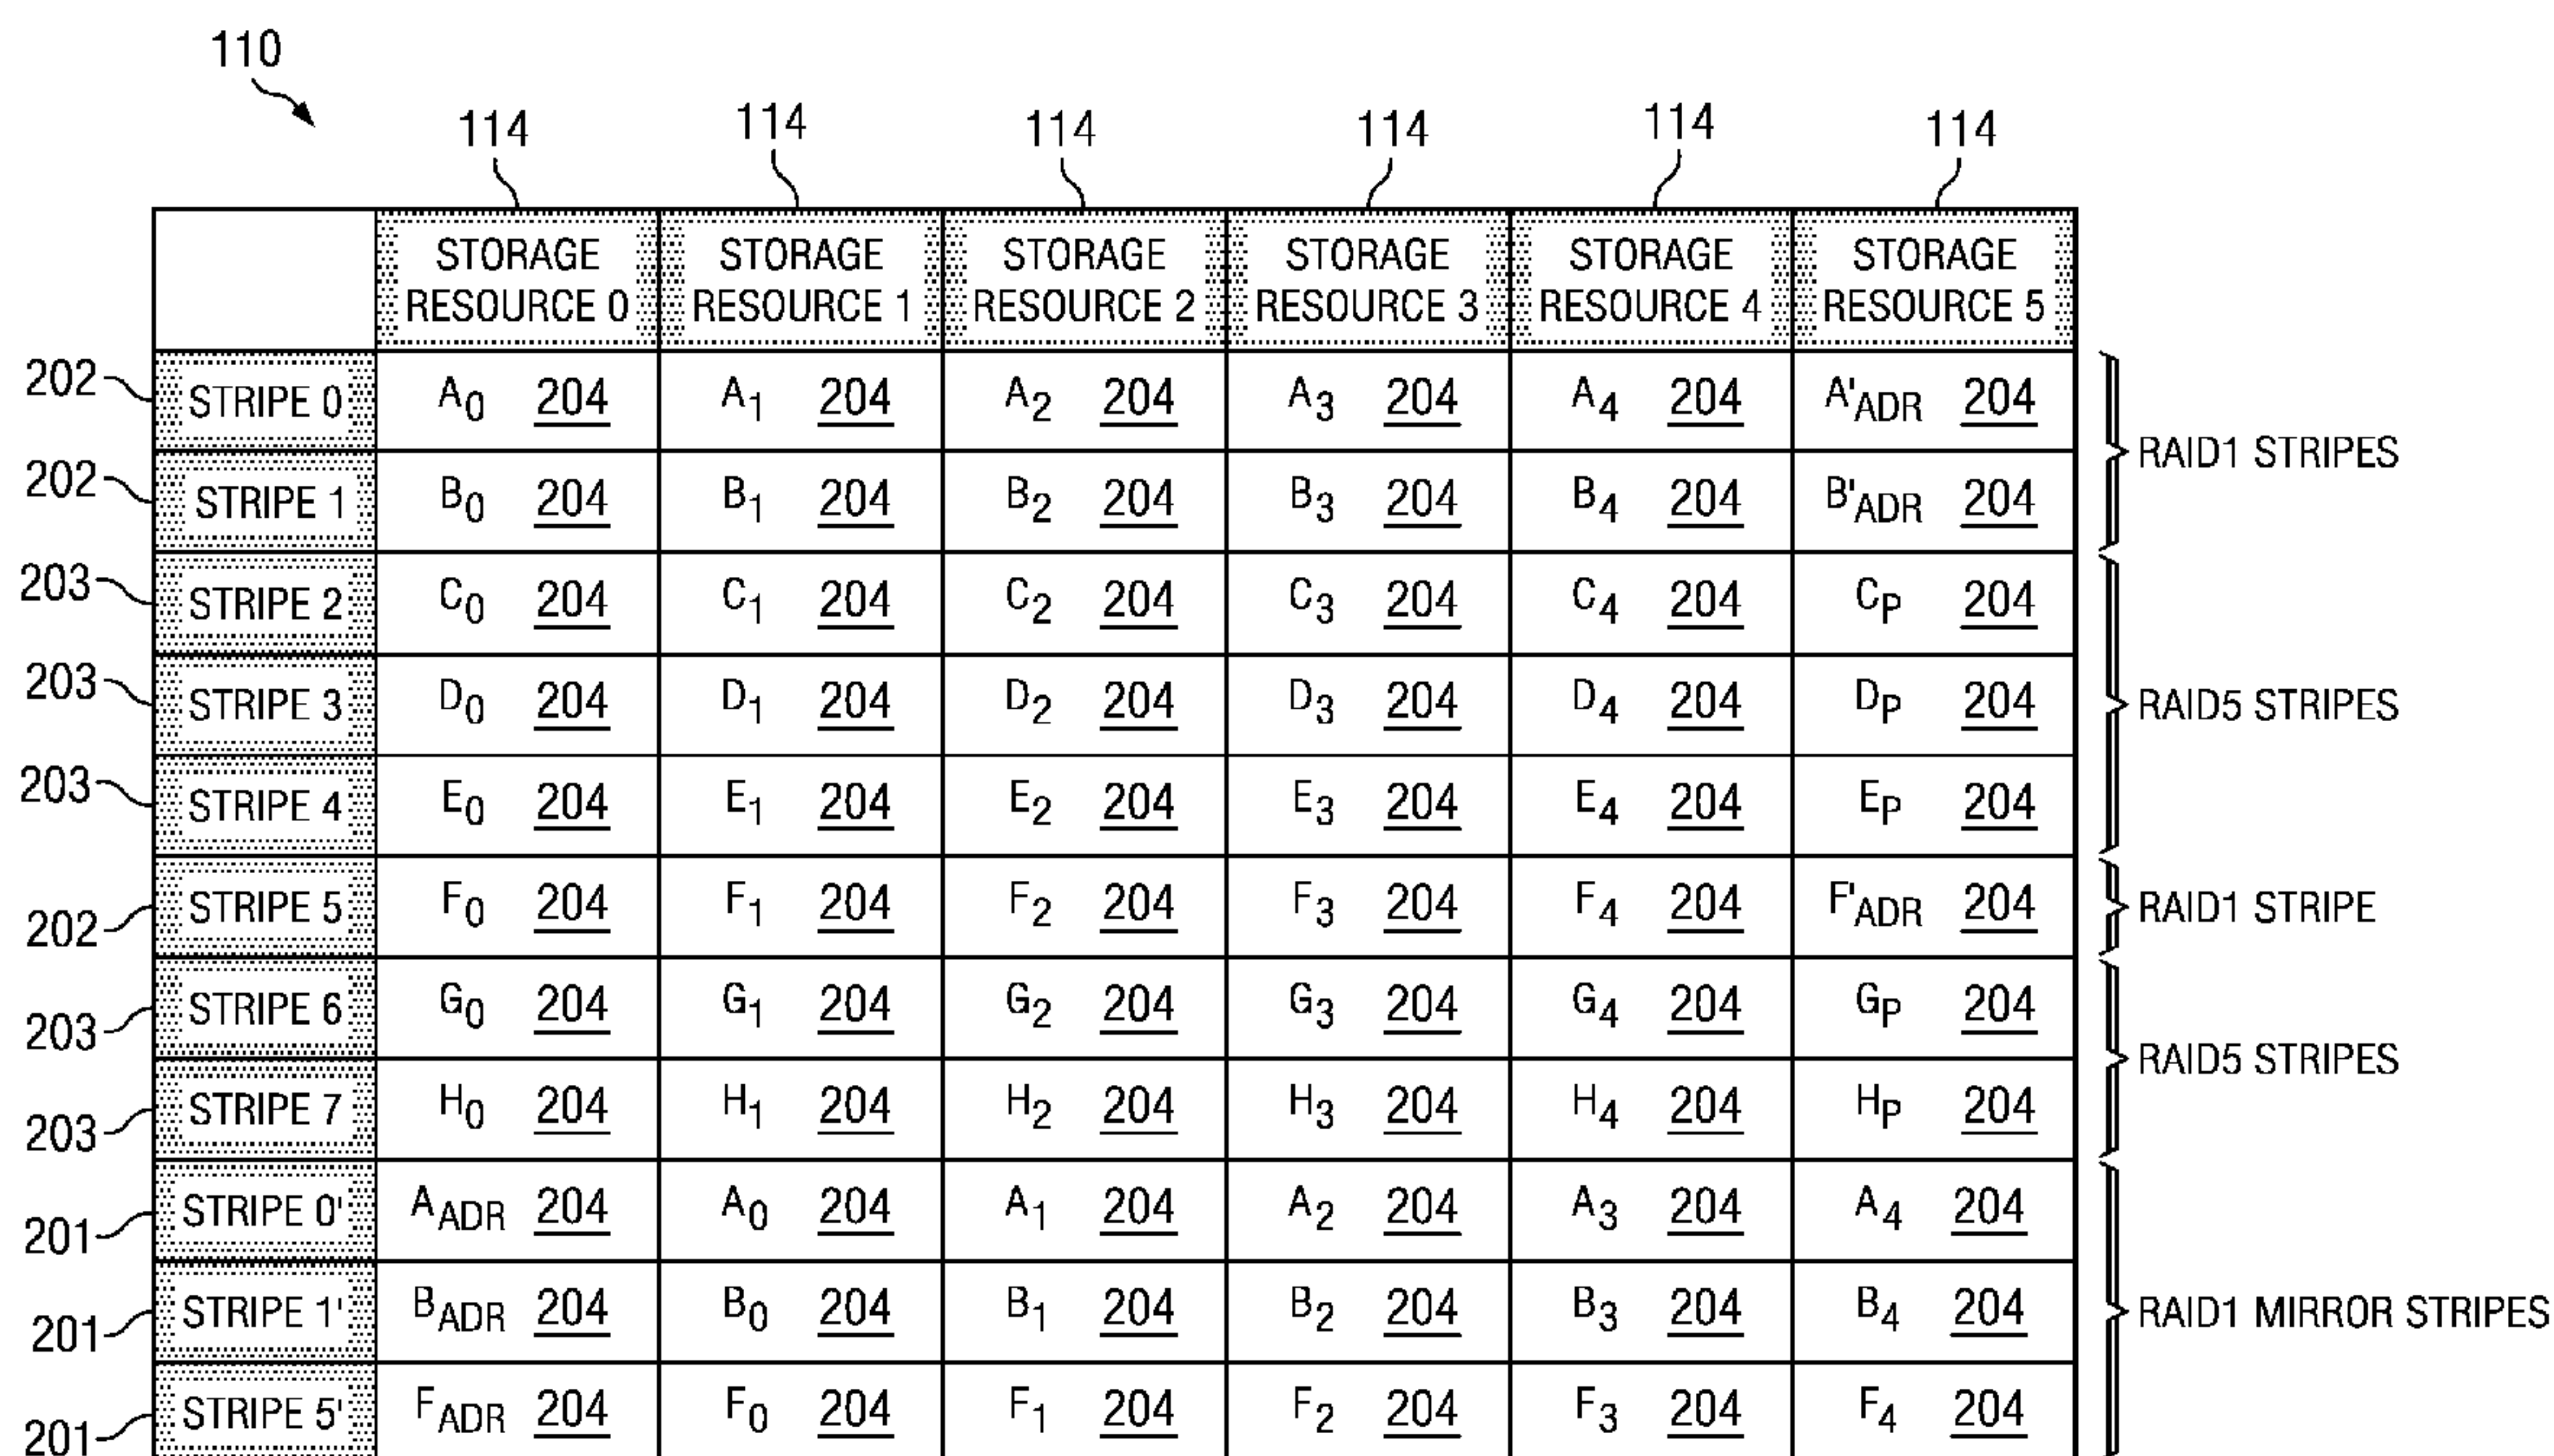 110
114 114 114 114 114 114
STORAGE RESOURCE 0 STORAGE RESOURCE 1 STORAGE RESOURCE 2 STORAGE RESOURCE 3 STORAGE RESOURCE 4 STORAGE RESOURCE 5
202 STRIPE 0 A0 204 A1 204 A2 204 A3 204 A4 204 A'ADR 204
RAID1 STRIPES
202 STRIPE 1 B0 204 B1 204 B2 204 B3 204 B4 204 B'ADR 204
203 STRIPE 2 C0 204 C1 204 C2 204 C3 204 C4 204 CP 204
203 STRIPE 3 D0 204 D1 204 D2 204 D3 204 D4 204 DP 204 RAID5 STRIPES
203 STRIPE 4 E0 204 E1 204 E2 204 E3 204 E4 204 EP 204
202 STRIPE 5 F0 204 F1 204 F2 204 F3 204 F4 204 F'ADR 204 RAID1 STRIPE
203 STRIPE 6 G0 204 G1 204 G2 204 G3 204 G4 204 GP 204
RAID5 STRIPES
203 STRIPE 7 H0 204 H1 204 H2 204 H3 204 H4 204 HP 204
201 STRIPE 0' AADR 204 A0 204 A1 204 A2 204 A3 204 A4 204
201 STRIPE 1' BADR 204 B0 204 B1 204 B2 204 B3 204 B4 204 RAID1 MIRROR STRIPES
201 STRIPE 5' FADR 204 F0 204 F1 204 F2 204 F3 204 F4 204